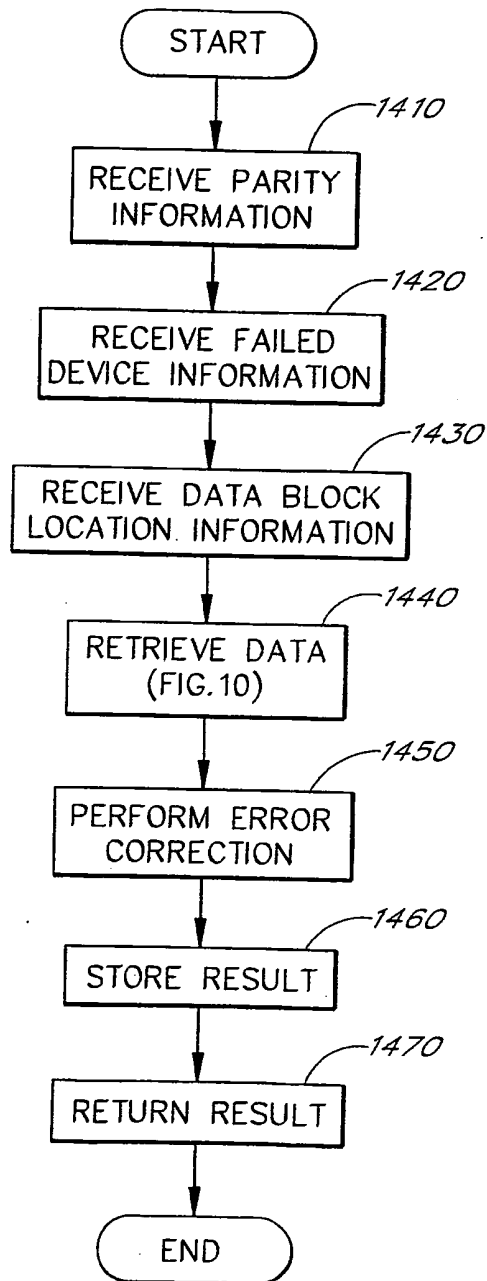 START
1410
RECEIVE PARITY
INFORMATION
1420
RECEIVE FAILED
DEVICE INFORMATION
1430
RECEIVE DATA BLOCK
LOCATION INFORMATION
1440
RETRIEVE DATA
(FIG.10)
1450
PERFORM ERROR
CORRECTION
1460
STORE RESULT
1470
RETURN RESULT
END